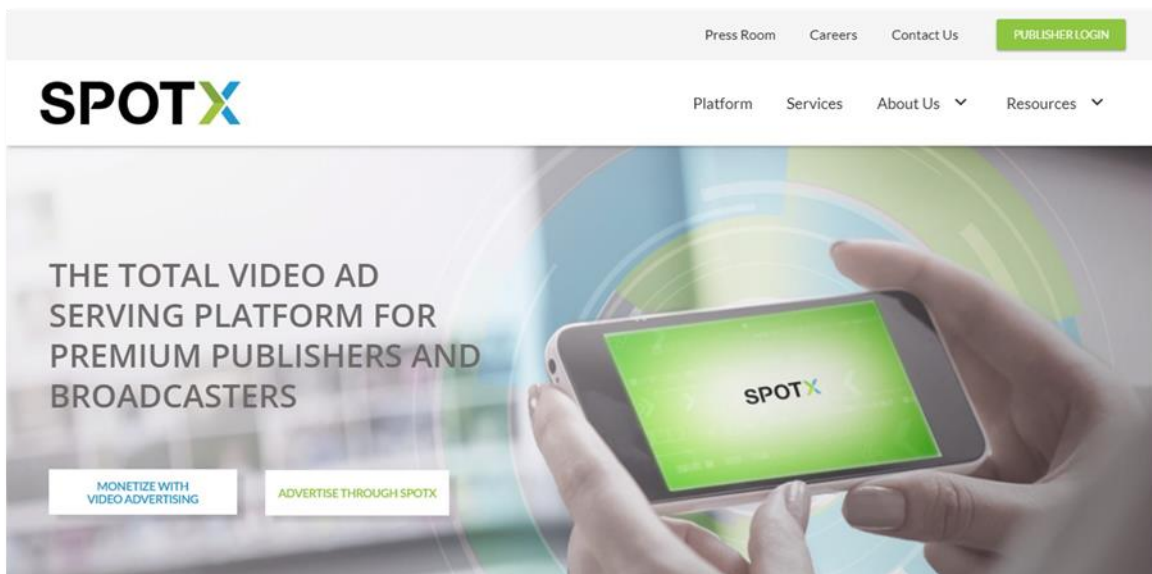 Press Room Careers Contact Us PUBLISHER LOGIN
SPOTX
Platform Services About Us Resources
THE TOTAL VIDEO AD
SERVING PLATFORM FOR
PREMIUM PUBLISHERS AND
BROADCASTERS
SPOTX
MONETIZE WITH
VIDEO ADVERTISING
ADVERTISE THROUGH SPOTX